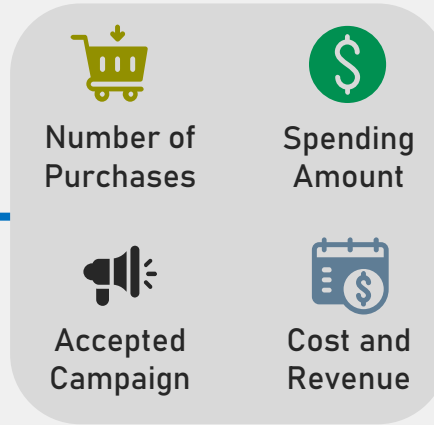 Number of
Purchases
Spending
Amount
Accepted
Campaign
Cost and
Revenue